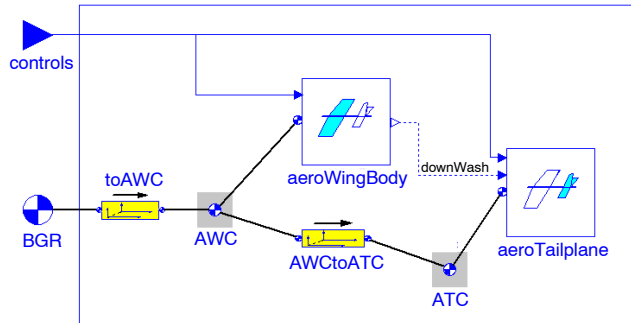 controls
toAWC
aeroWingBody
downWash
BGR
AWC
AWCtoATC
aeroTailplane
ATC